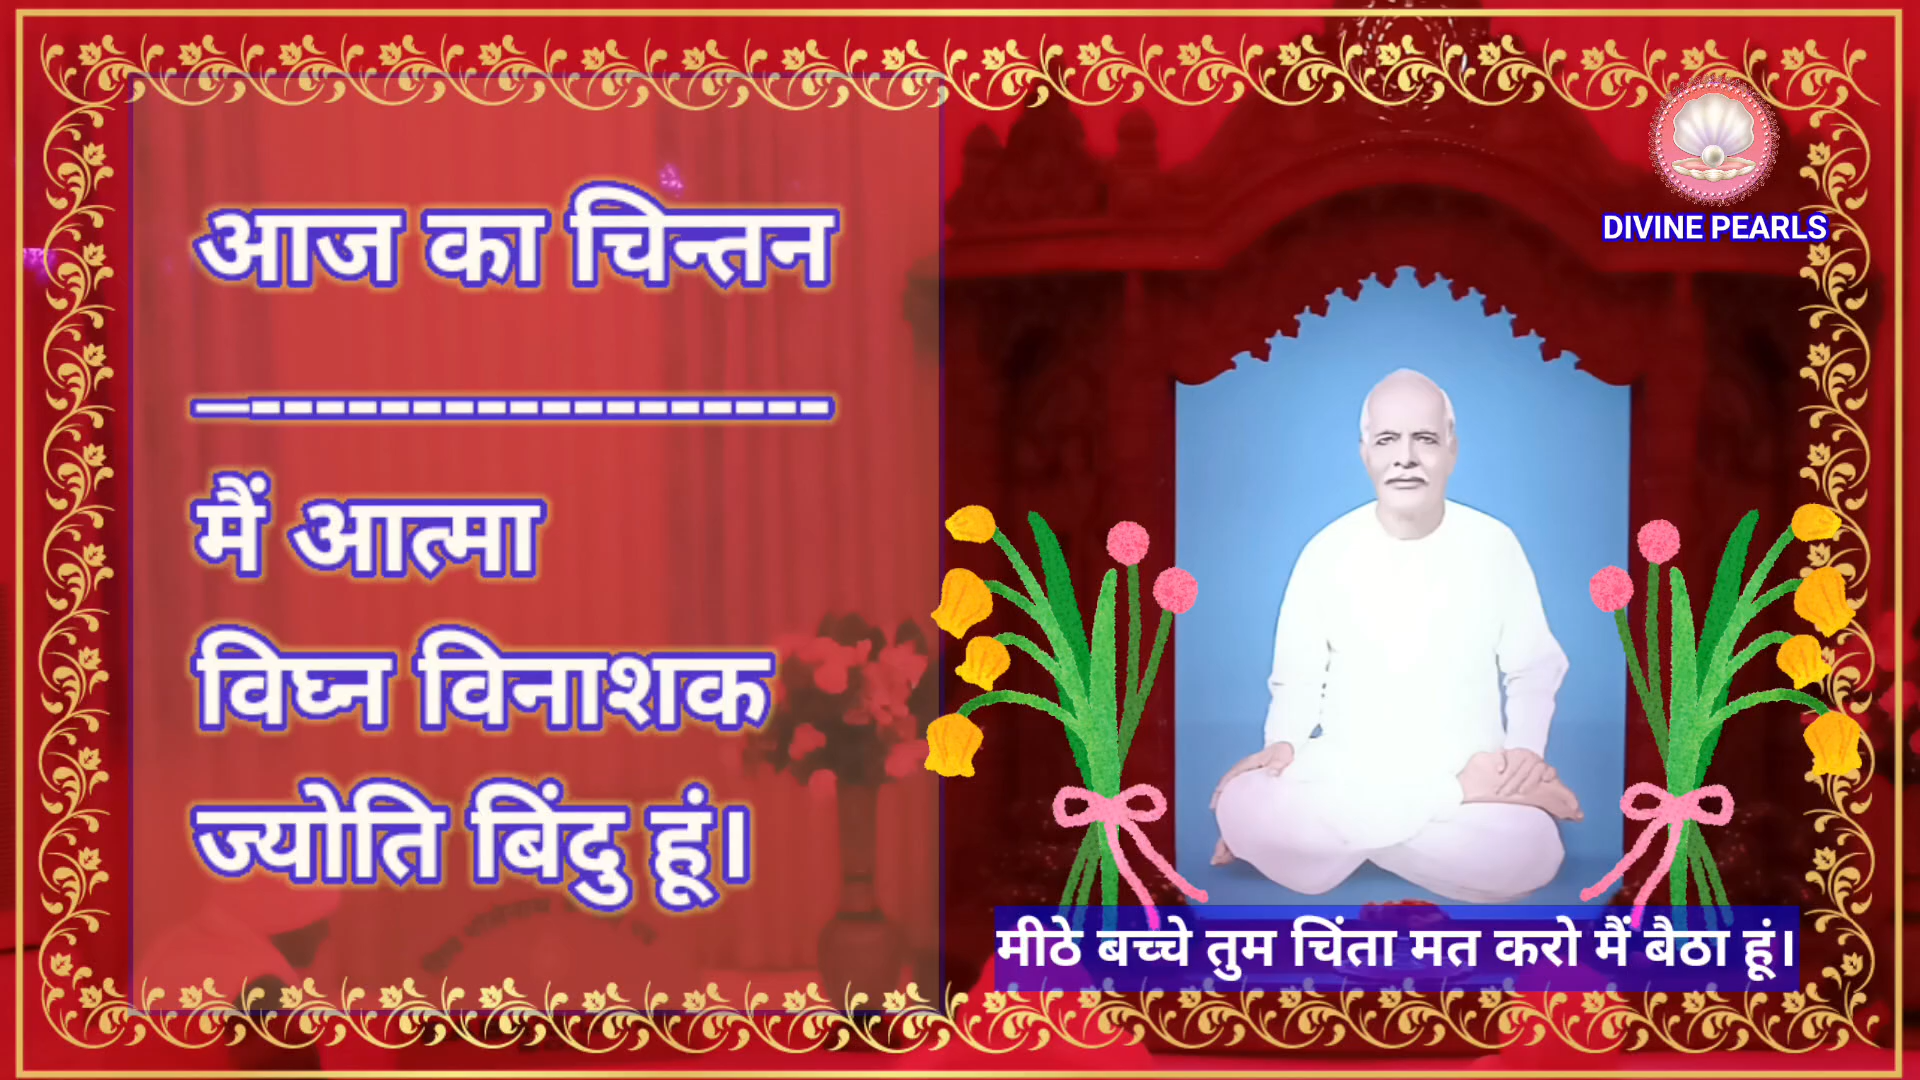 आज का चिन्तन
—------------------
मैं आत्मा
विघ्न विनाशक
ज्योति बिंदु हूं।
DIVINE PEARLS
मीठे बच्चे तुम चिंता मत करो मैं बैठा हूं।